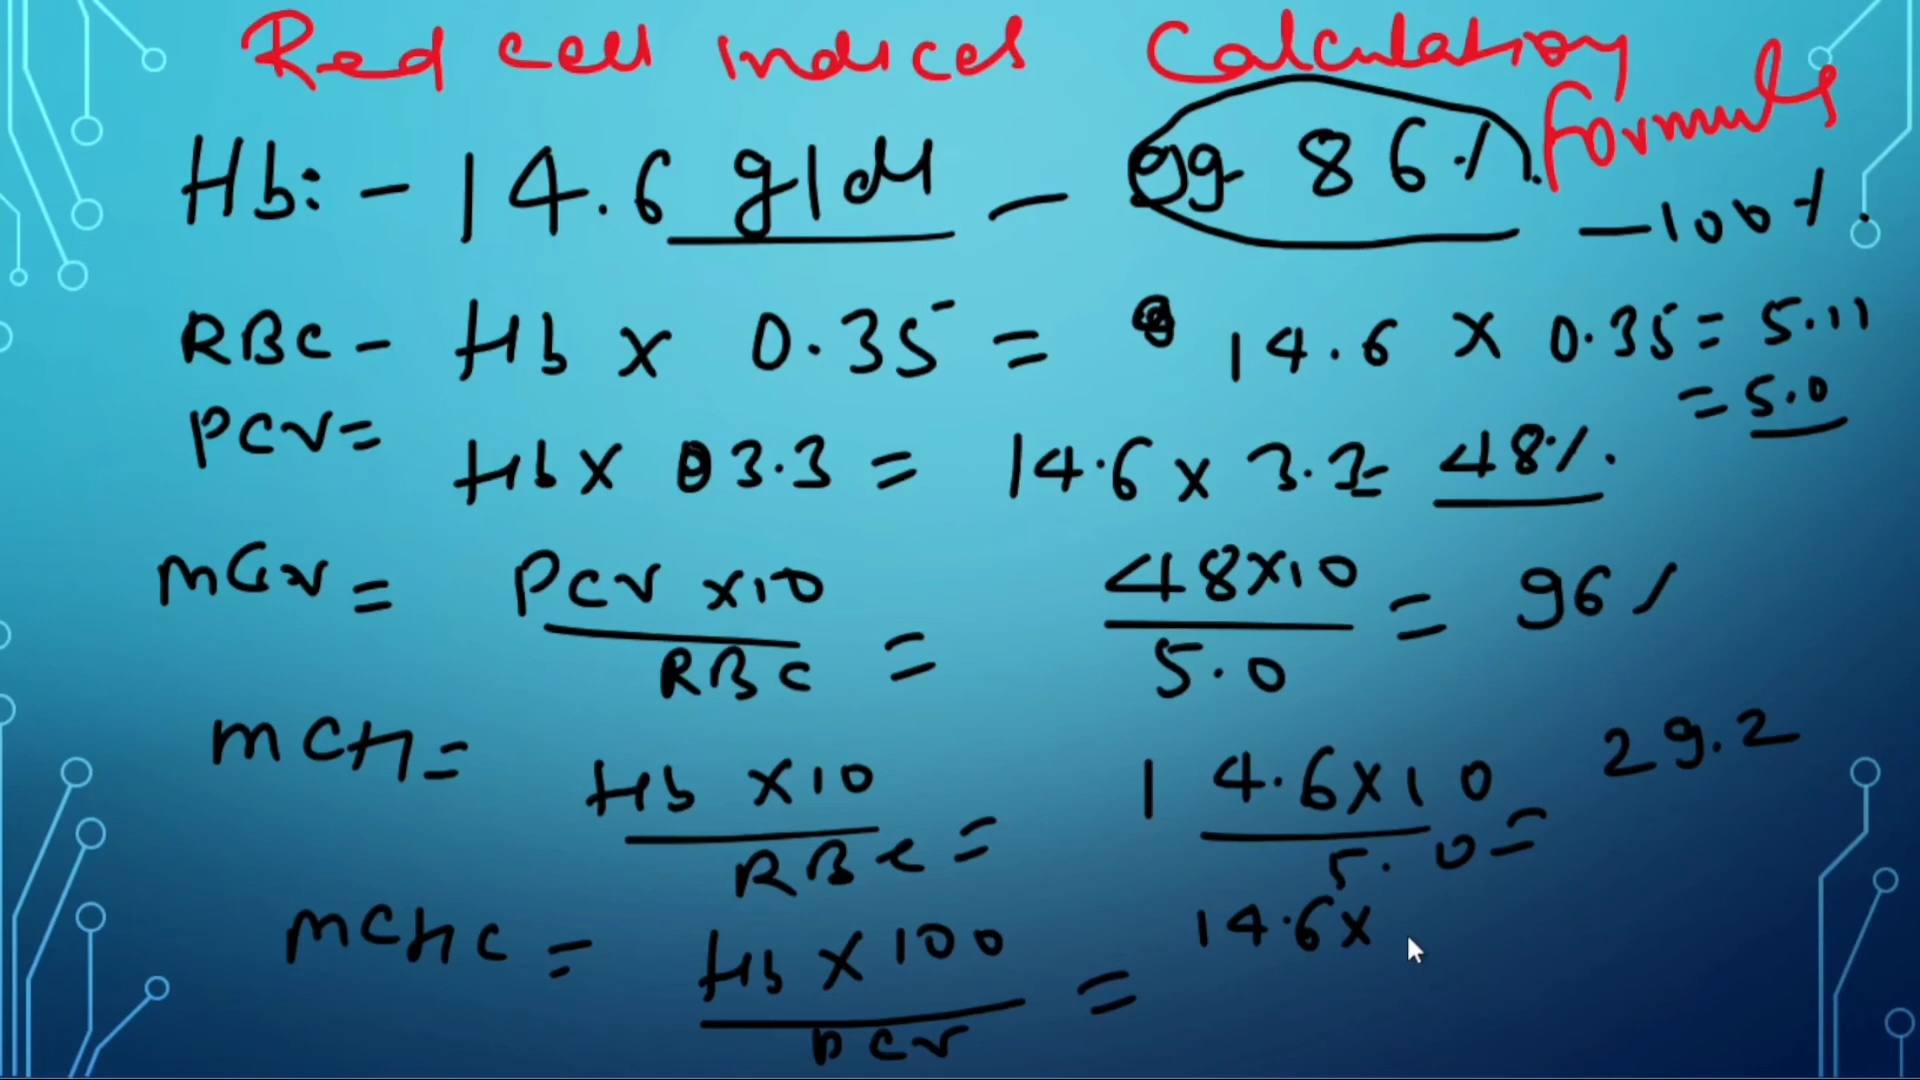 Red cell indices Calculation
Formula
Hb:- 14.6 g/dl - 86%. - 100%.
RBC - Hb x 0.35 = 14.6 x 0.35 = 5.11
= 5.0
PCV = Hb x 3.3 = 14.6 x 3.3 = 48%.
MCV = PCV x10 / RBC = 48x10 / 5.0 = 96
MCH = Hb x10 / RBC = 14.6x10 / 5.0 = 29.2
MCHC = Hb x 100 / PCV = 14.6x